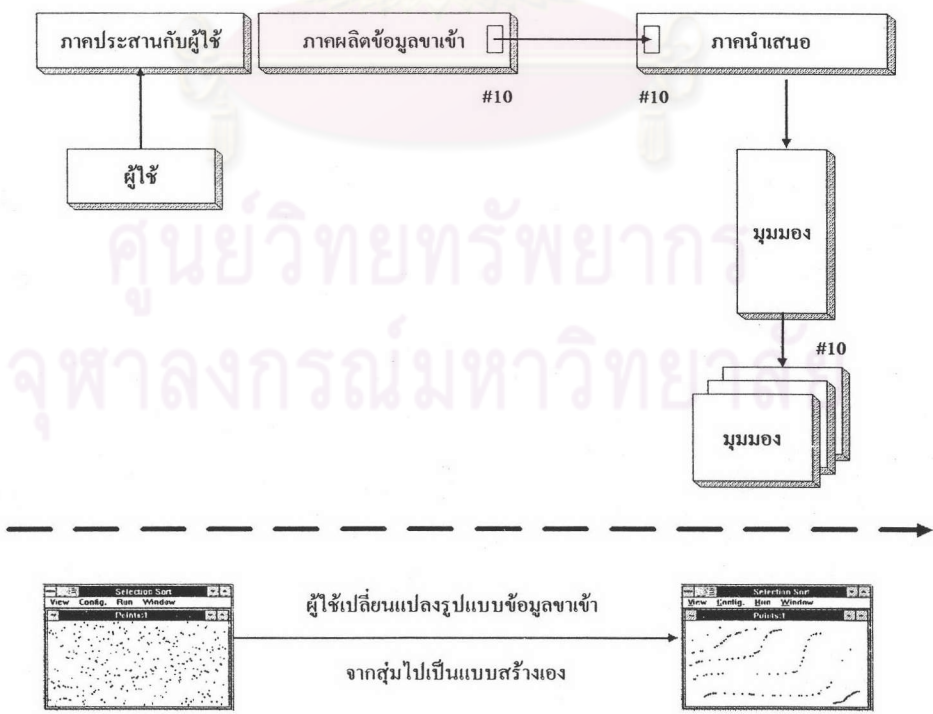 ภาคประสานกับผู้ใช้
ภาคผลิตข้อมูลขาเข้า
ภาคนำเสนอ
#10
#10
ผู้ใช้
มุมมอง
#10
มุมมอง
ศูนย์วิทยทรัพยากร
จุฬาลงกรณ์มหาวิทยาลัย
Selection Sort
View Config. Run Window
Points:1
ผู้ใช้เปลี่ยนแปลงรูปแบบข้อมูลขาเข้า
จากสุ่มไปเป็นแบบสร้างเอง
Selection Sort
View Config. Run Window
Points:1